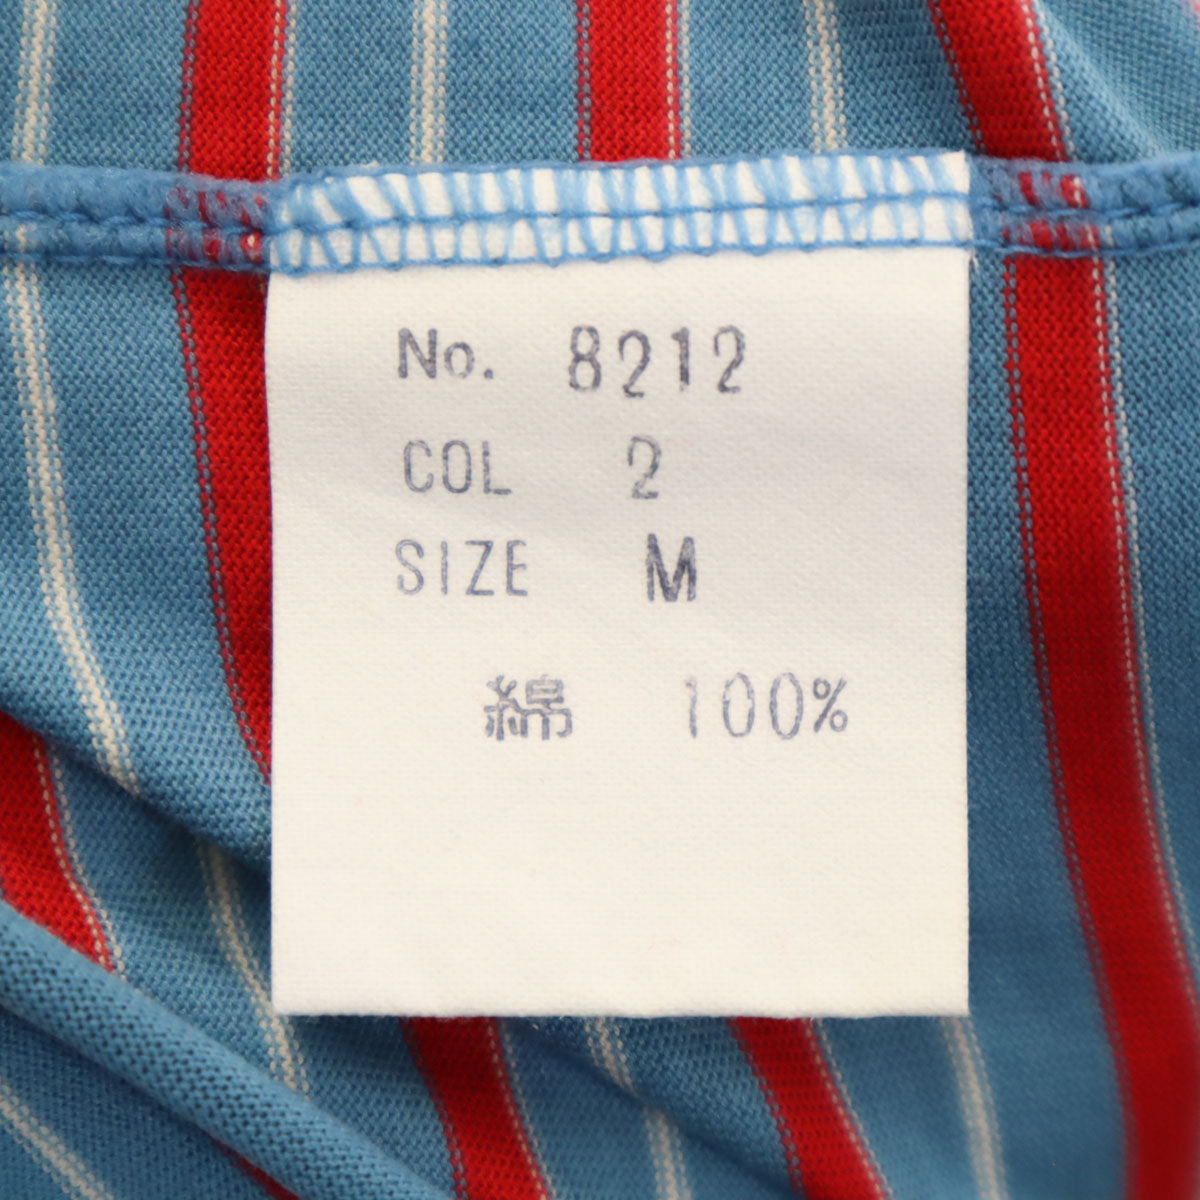 No. 8212
COL 2
SIZE M
綿 100%